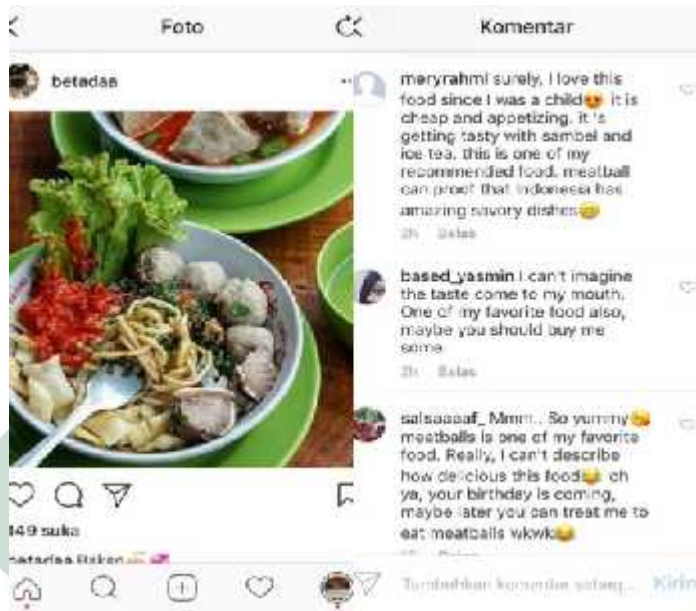 Foto
betadaa
149 suka
betadaa Bakso
Komentar
meryrahmi surely, I love this
food since I was a child😍 it is
cheap and appetizing. it 's
getting tasty with sambel and
ice tea. this is one of my
recommended food. meatball
can proof that Indonesia has
amazing savory dishes
2h Balas
based_yasmin I can't imagine
the taste come to my mouth.
One of my favorite food also,
maybe you should buy me
some
2h Balas
salsaaaaf_ Mmm.. So yummy😋
meatballs is one of my favorite
food. Really, I can't describe
how delicious this food😂 oh
ya, your birthday is coming,
maybe later you can treat me to
eat meatballs wkwk😂
Tambahkan komentar sebag... Kirim